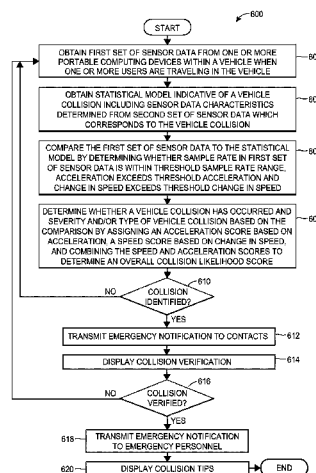 600
START
OBTAIN FIRST SET OF SENSOR DATA FROM ONE OR MORE
PORTABLE COMPUTING DEVICES WITHIN A VEHICLE WHEN
ONE OR MORE USERS ARE TRAVELING IN THE VEHICLE
OBTAIN STATISTICAL MODEL INDICATIVE OF A VEHICLE
COLLISION INCLUDING SENSOR DATA CHARACTERISTICS
DETERMINED FROM SECOND SET OF SENSOR DATA WHICH
CORRESPONDS TO THE VEHICLE COLLISION
COMPARE THE FIRST SET OF SENSOR DATA TO THE STATISTICAL
MODEL BY DETERMINING WHETHER SAMPLE RATE IN FIRST SET
OF SENSOR DATA IS WITHIN THRESHOLD SAMPLE RATE RANGE,
ACCELERATION EXCEEDS THRESHOLD ACCELERATION AND
CHANGE IN SPEED EXCEEDS THRESHOLD CHANGE IN SPEED
DETERMINE WHETHER A VEHICLE COLLISION HAS OCCURRED AND
SEVERITY AND/OR TYPE OF VEHICLE COLLISION BASED ON THE
COMPARISON BY ASSIGNING AN ACCELERATION SCORE BASED ON
ACCELERATION, A SPEED SCORE BASED ON CHANGE IN SPEED,
AND COMBINING THE SPEED AND ACCELERATION SCORES TO
DETERMINE AN OVERALL COLLISION LIKELIHOOD SCORE
610
NO
COLLISION
IDENTIFIED?
YES
TRANSMIT EMERGENCY NOTIFICATION TO CONTACTS
612
DISPLAY COLLISION VERIFICATION
614
616
NO
COLLISION
VERIFIED?
YES
618
TRANSMIT EMERGENCY NOTIFICATION
TO EMERGENCY PERSONNEL
620
DISPLAY COLLISION TIPS
END